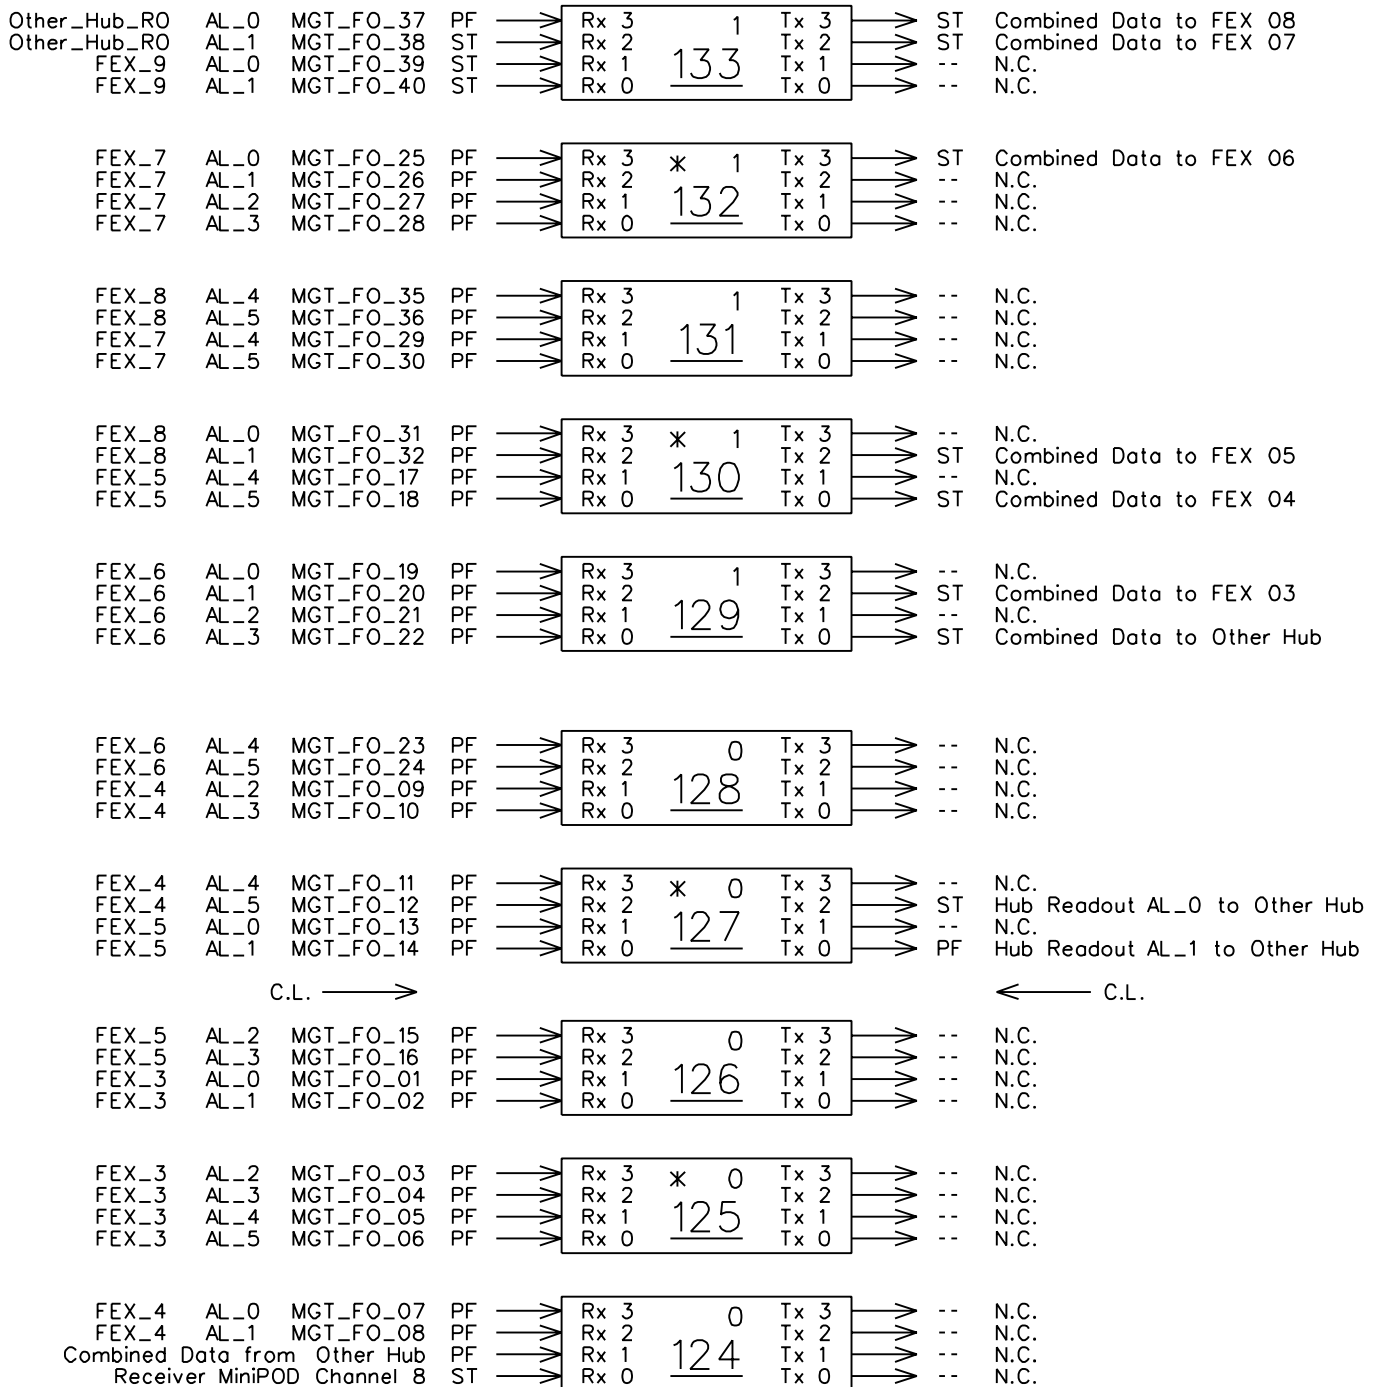 Other_Hub_RO AL_0 MGT_FO_37 PF Rx 3 1 Tx 3 ST Combined Data to FEX 08
Other_Hub_RO AL_1 MGT_FO_38 ST Rx 2 Tx 2 ST Combined Data to FEX 07
FEX_9 AL_0 MGT_FO_39 ST Rx 1 133 Tx 1 -- N.C.
FEX_9 AL_1 MGT_FO_40 ST Rx 0 Tx 0 -- N.C.
FEX_7 AL_0 MGT_FO_25 PF Rx 3 * 1 Tx 3 ST Combined Data to FEX 06
FEX_7 AL_1 MGT_FO_26 PF Rx 2 Tx 2 -- N.C.
FEX_7 AL_2 MGT_FO_27 PF Rx 1 132 Tx 1 -- N.C.
FEX_7 AL_3 MGT_FO_28 PF Rx 0 Tx 0 -- N.C.
FEX_8 AL_4 MGT_FO_35 PF Rx 3 1 Tx 3 -- N.C.
FEX_8 AL_5 MGT_FO_36 PF Rx 2 Tx 2 -- N.C.
FEX_7 AL_4 MGT_FO_29 PF Rx 1 131 Tx 1 -- N.C.
FEX_7 AL_5 MGT_FO_30 PF Rx 0 Tx 0 -- N.C.
FEX_8 AL_0 MGT_FO_31 PF Rx 3 * 1 Tx 3 -- N.C.
FEX_8 AL_1 MGT_FO_32 PF Rx 2 Tx 2 ST Combined Data to FEX 05
FEX_5 AL_4 MGT_FO_17 PF Rx 1 130 Tx 1 -- N.C.
FEX_5 AL_5 MGT_FO_18 PF Rx 0 Tx 0 ST Combined Data to FEX 04
FEX_6 AL_0 MGT_FO_19 PF Rx 3 1 Tx 3 -- N.C.
FEX_6 AL_1 MGT_FO_20 PF Rx 2 Tx 2 ST Combined Data to FEX 03
FEX_6 AL_2 MGT_FO_21 PF Rx 1 129 Tx 1 -- N.C.
FEX_6 AL_3 MGT_FO_22 PF Rx 0 Tx 0 ST Combined Data to Other Hub
FEX_6 AL_4 MGT_FO_23 PF Rx 3 0 Tx 3 -- N.C.
FEX_6 AL_5 MGT_FO_24 PF Rx 2 Tx 2 -- N.C.
FEX_4 AL_2 MGT_FO_09 PF Rx 1 128 Tx 1 -- N.C.
FEX_4 AL_3 MGT_FO_10 PF Rx 0 Tx 0 -- N.C.
FEX_4 AL_4 MGT_FO_11 PF Rx 3 * 0 Tx 3 -- N.C.
FEX_4 AL_5 MGT_FO_12 PF Rx 2 Tx 2 ST Hub Readout AL_0 to Other Hub
FEX_5 AL_0 MGT_FO_13 PF Rx 1 127 Tx 1 -- N.C.
FEX_5 AL_1 MGT_FO_14 PF Rx 0 Tx 0 PF Hub Readout AL_1 to Other Hub
C.L. C.L.
FEX_5 AL_2 MGT_FO_15 PF Rx 3 0 Tx 3 -- N.C.
FEX_5 AL_3 MGT_FO_16 PF Rx 2 Tx 2 -- N.C.
FEX_3 AL_0 MGT_FO_01 PF Rx 1 126 Tx 1 -- N.C.
FEX_3 AL_1 MGT_FO_02 PF Rx 0 Tx 0 -- N.C.
FEX_3 AL_2 MGT_FO_03 PF Rx 3 * 0 Tx 3 -- N.C.
FEX_3 AL_3 MGT_FO_04 PF Rx 2 Tx 2 -- N.C.
FEX_3 AL_4 MGT_FO_05 PF Rx 1 125 Tx 1 -- N.C.
FEX_3 AL_5 MGT_FO_06 PF Rx 0 Tx 0 -- N.C.
FEX_4 AL_0 MGT_FO_07 PF Rx 3 0 Tx 3 -- N.C.
FEX_4 AL_1 MGT_FO_08 PF Rx 2 Tx 2 -- N.C.
Combined Data from Other Hub PF Rx 1 124 Tx 1 -- N.C.
Receiver MiniPOD Channel 8 ST Rx 0 Tx 0 -- N.C.